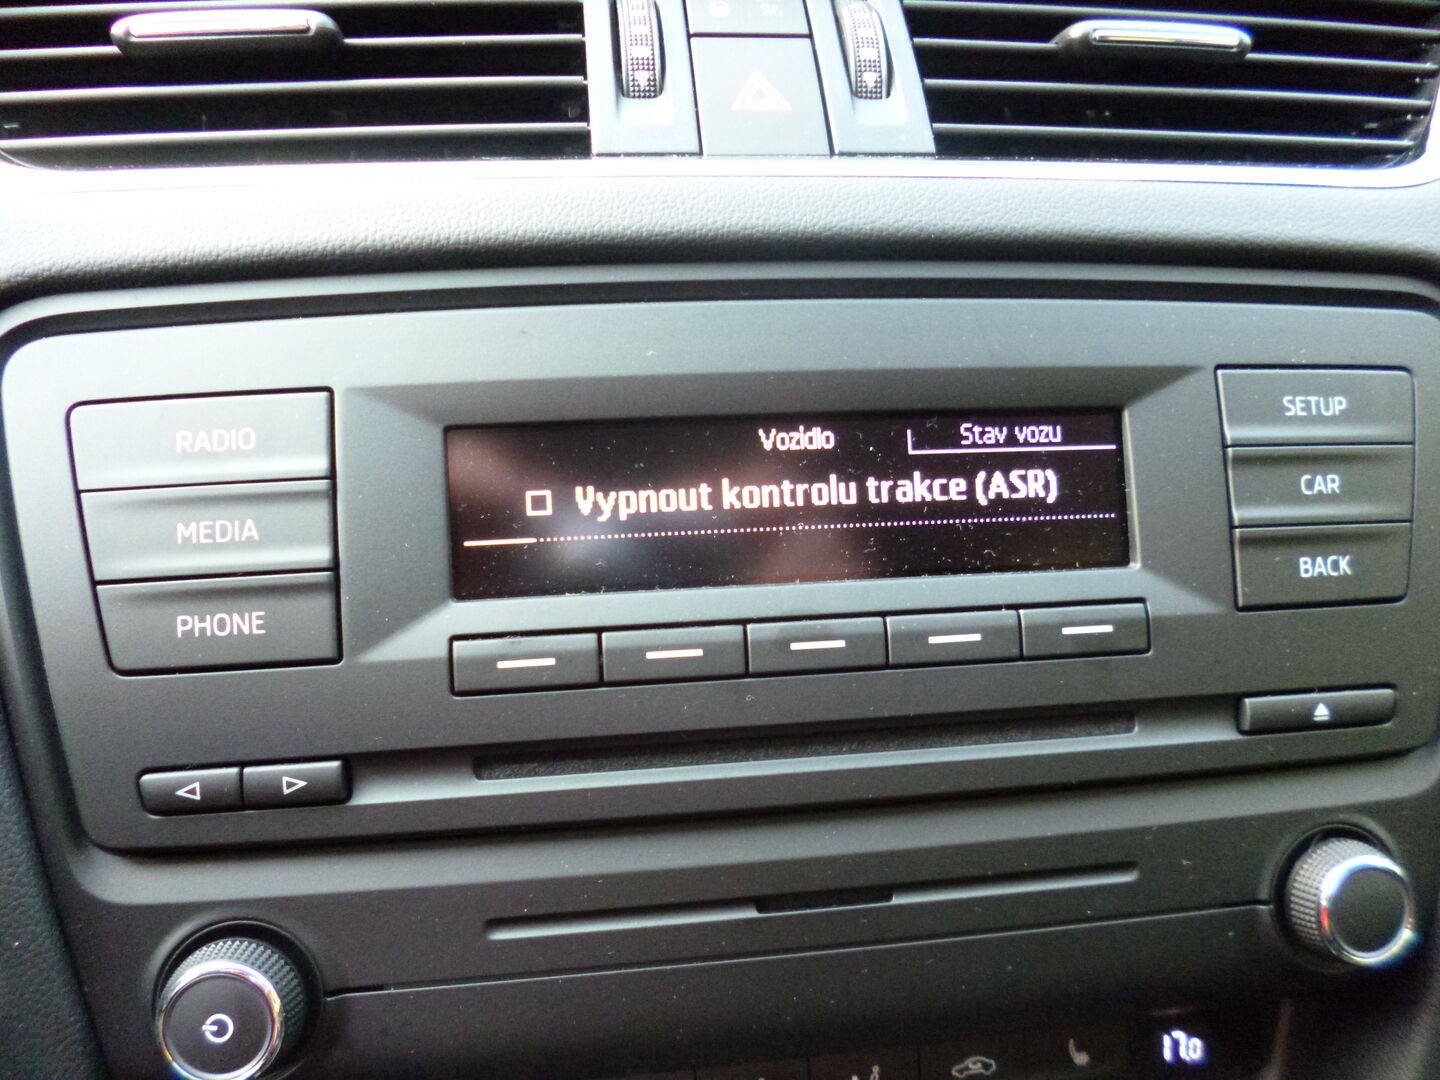 Vozidlo Stav vozu
Vypnout kontrolu trakce (ASR)
RADIO
MEDIA
PHONE
SETUP
CAR
BACK
17.0